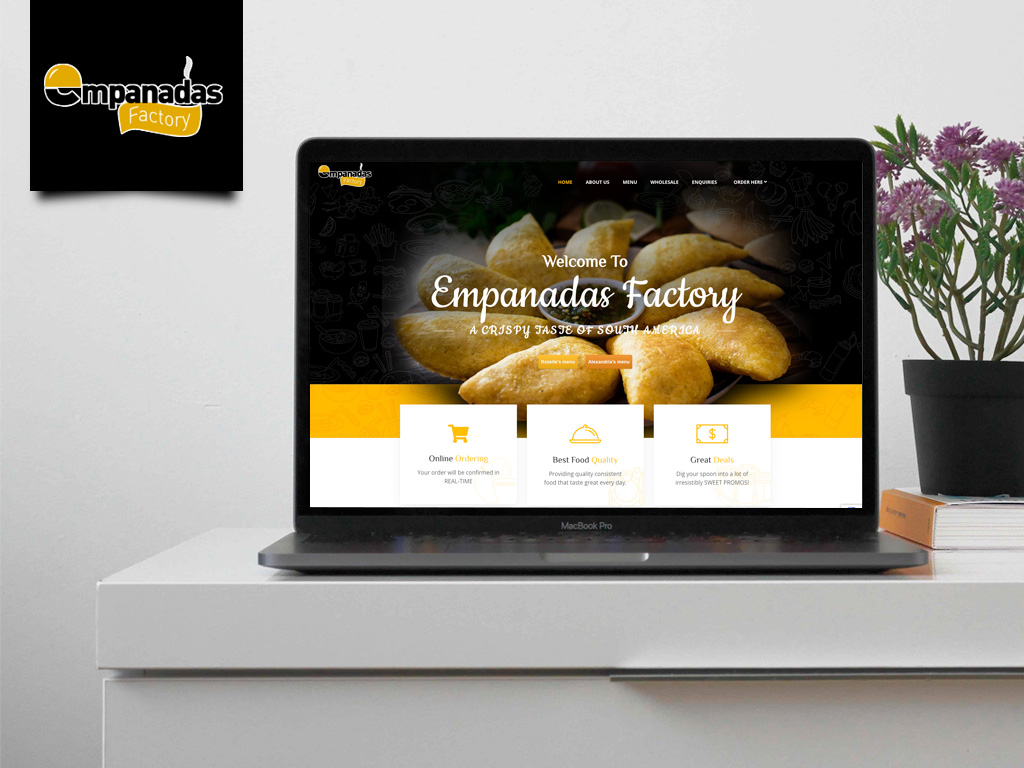 empanadas
Factory
empanadas
Factory
HOME ABOUT US MENU WHOLESALE ENQUIRIES ORDER HERE
Welcome To
Empanadas Factory
A CRISPY TASTE OF SOUTH AMERICA
Rozelle's menu Alexandria's menu
Online Ordering
Your order will be confirmed in
REAL-TIME
Best Food Quality
Providing quality consistent
food that taste great every day.
Great Deals
Dig your spoon into a lot of
irresistibly SWEET PROMOS!
MacBook Pro